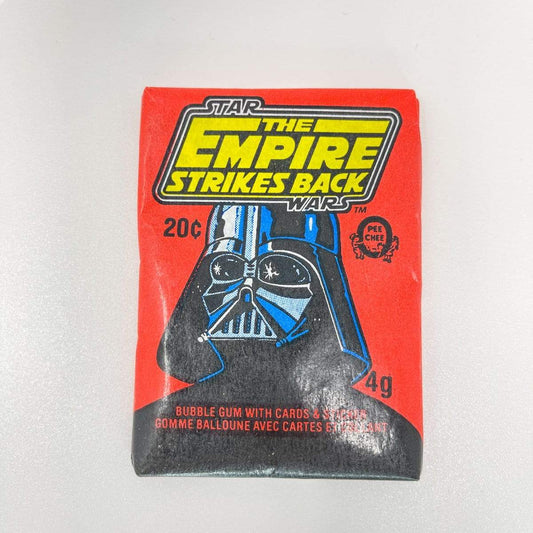 STAR
THE
EMPIRE
STRIKES BACK
WARS TM
20¢
PEE
CHEE
4g
BUBBLE GUM WITH CARDS &
GOMME BALLOUNE AVEC CARTES ET